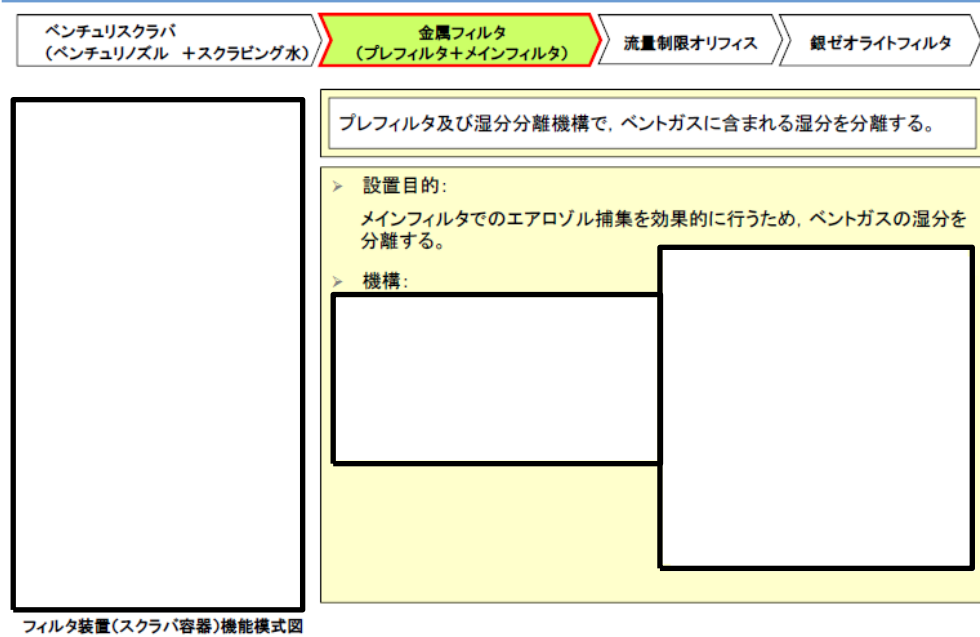 ベンチュリスクラバ
(ベンチュリノズル +スクラビング水)
金属フィルタ
(プレフィルタ+メインフィルタ)
流量制限オリフィス
銀ゼオライトフィルタ
プレフィルタ及び湿分分離機構で，ベントガスに含まれる湿分を分離する。
➢ 設置目的:
メインフィルタでのエアロゾル捕集を効果的に行うため，ベントガスの湿分を
分離する。
➢ 機構:
フィルタ装置(スクラバ容器)機能模式図